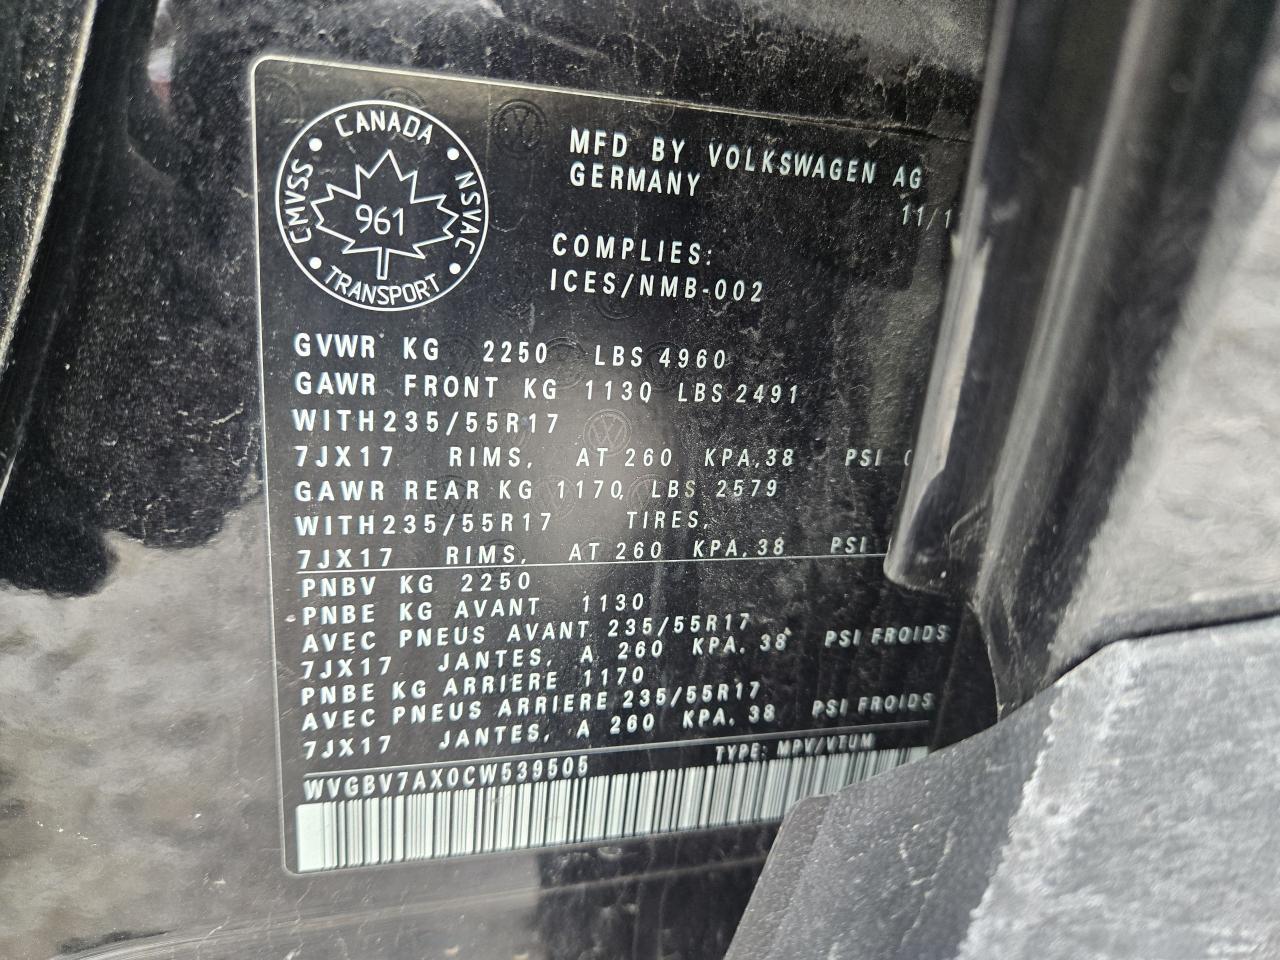 CANADA
CMVSS
NSVAC
961
TRANSPORT
MFD BY VOLKSWAGEN AG
GERMANY
COMPLIES:
ICES/NMB-002
GVWR KG 2250 LBS 4960
GAWR FRONT KG 1130 LBS 2491
WITH 235/55R17
7JX17 RIMS, AT 260 KPA, 38 PSI
GAWR REAR KG 1170, LBS 2579
WITH 235/55R17 TIRES,
7JX17 RIMS, AT 260 KPA, 38 PSI
PNBV KG 2250
PNBE KG AVANT 1130
AVEC PNEUS AVANT 235/55R17
7JX17 JANTES, A 260 KPA, 38 PSI FROIDS
PNBE KG ARRIERE 1170
AVEC PNEUS ARRIERE 235/55R17
7JX17 JANTES, A 260 KPA, 38 PSI FROIDS
WVGBV7AX0CW539505 TYPE: MPV/VTUM